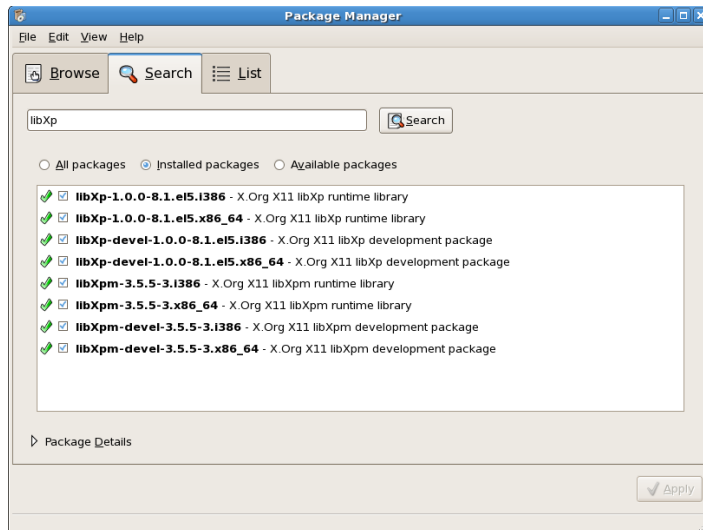 Package Manager
File Edit View Help
Browse Search List
libXp Search
All packages Installed packages Available packages
libXp-1.0.0-8.1.el5.i386 - X.Org X11 libXp runtime library
libXp-1.0.0-8.1.el5.x86_64 - X.Org X11 libXp runtime library
libXp-devel-1.0.0-8.1.el5.i386 - X.Org X11 libXp development package
libXp-devel-1.0.0-8.1.el5.x86_64 - X.Org X11 libXp development package
libXpm-3.5.5-3.i386 - X.Org X11 libXpm runtime library
libXpm-3.5.5-3.x86_64 - X.Org X11 libXpm runtime library
libXpm-devel-3.5.5-3.i386 - X.Org X11 libXpm development package
libXpm-devel-3.5.5-3.x86_64 - X.Org X11 libXpm development package
Package Details
Apply